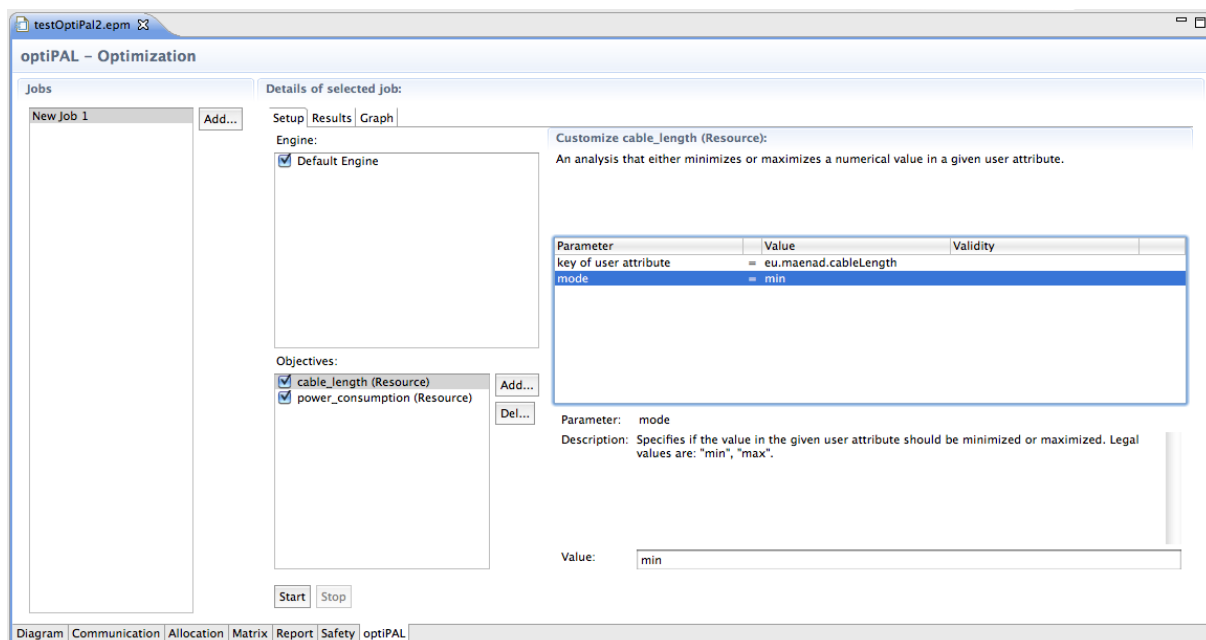 testOptiPal2.epm
optiPAL – Optimization
Jobs
New Job 1
Add...
Details of selected job:
Setup Results Graph
Engine:
Default Engine
Objectives:
cable_length (Resource)
power_consumption (Resource)
Add...
Del...
Start Stop
Customize cable_length (Resource):
An analysis that either minimizes or maximizes a numerical value in a given user attribute.
Parameter Value Validity
key of user attribute = eu.maenad.cableLength
mode = min
Parameter: mode
Description: Specifies if the value in the given user attribute should be minimized or maximized. Legal
values are: "min", "max".
Value: min
Diagram Communication Allocation Matrix Report Safety optiPAL